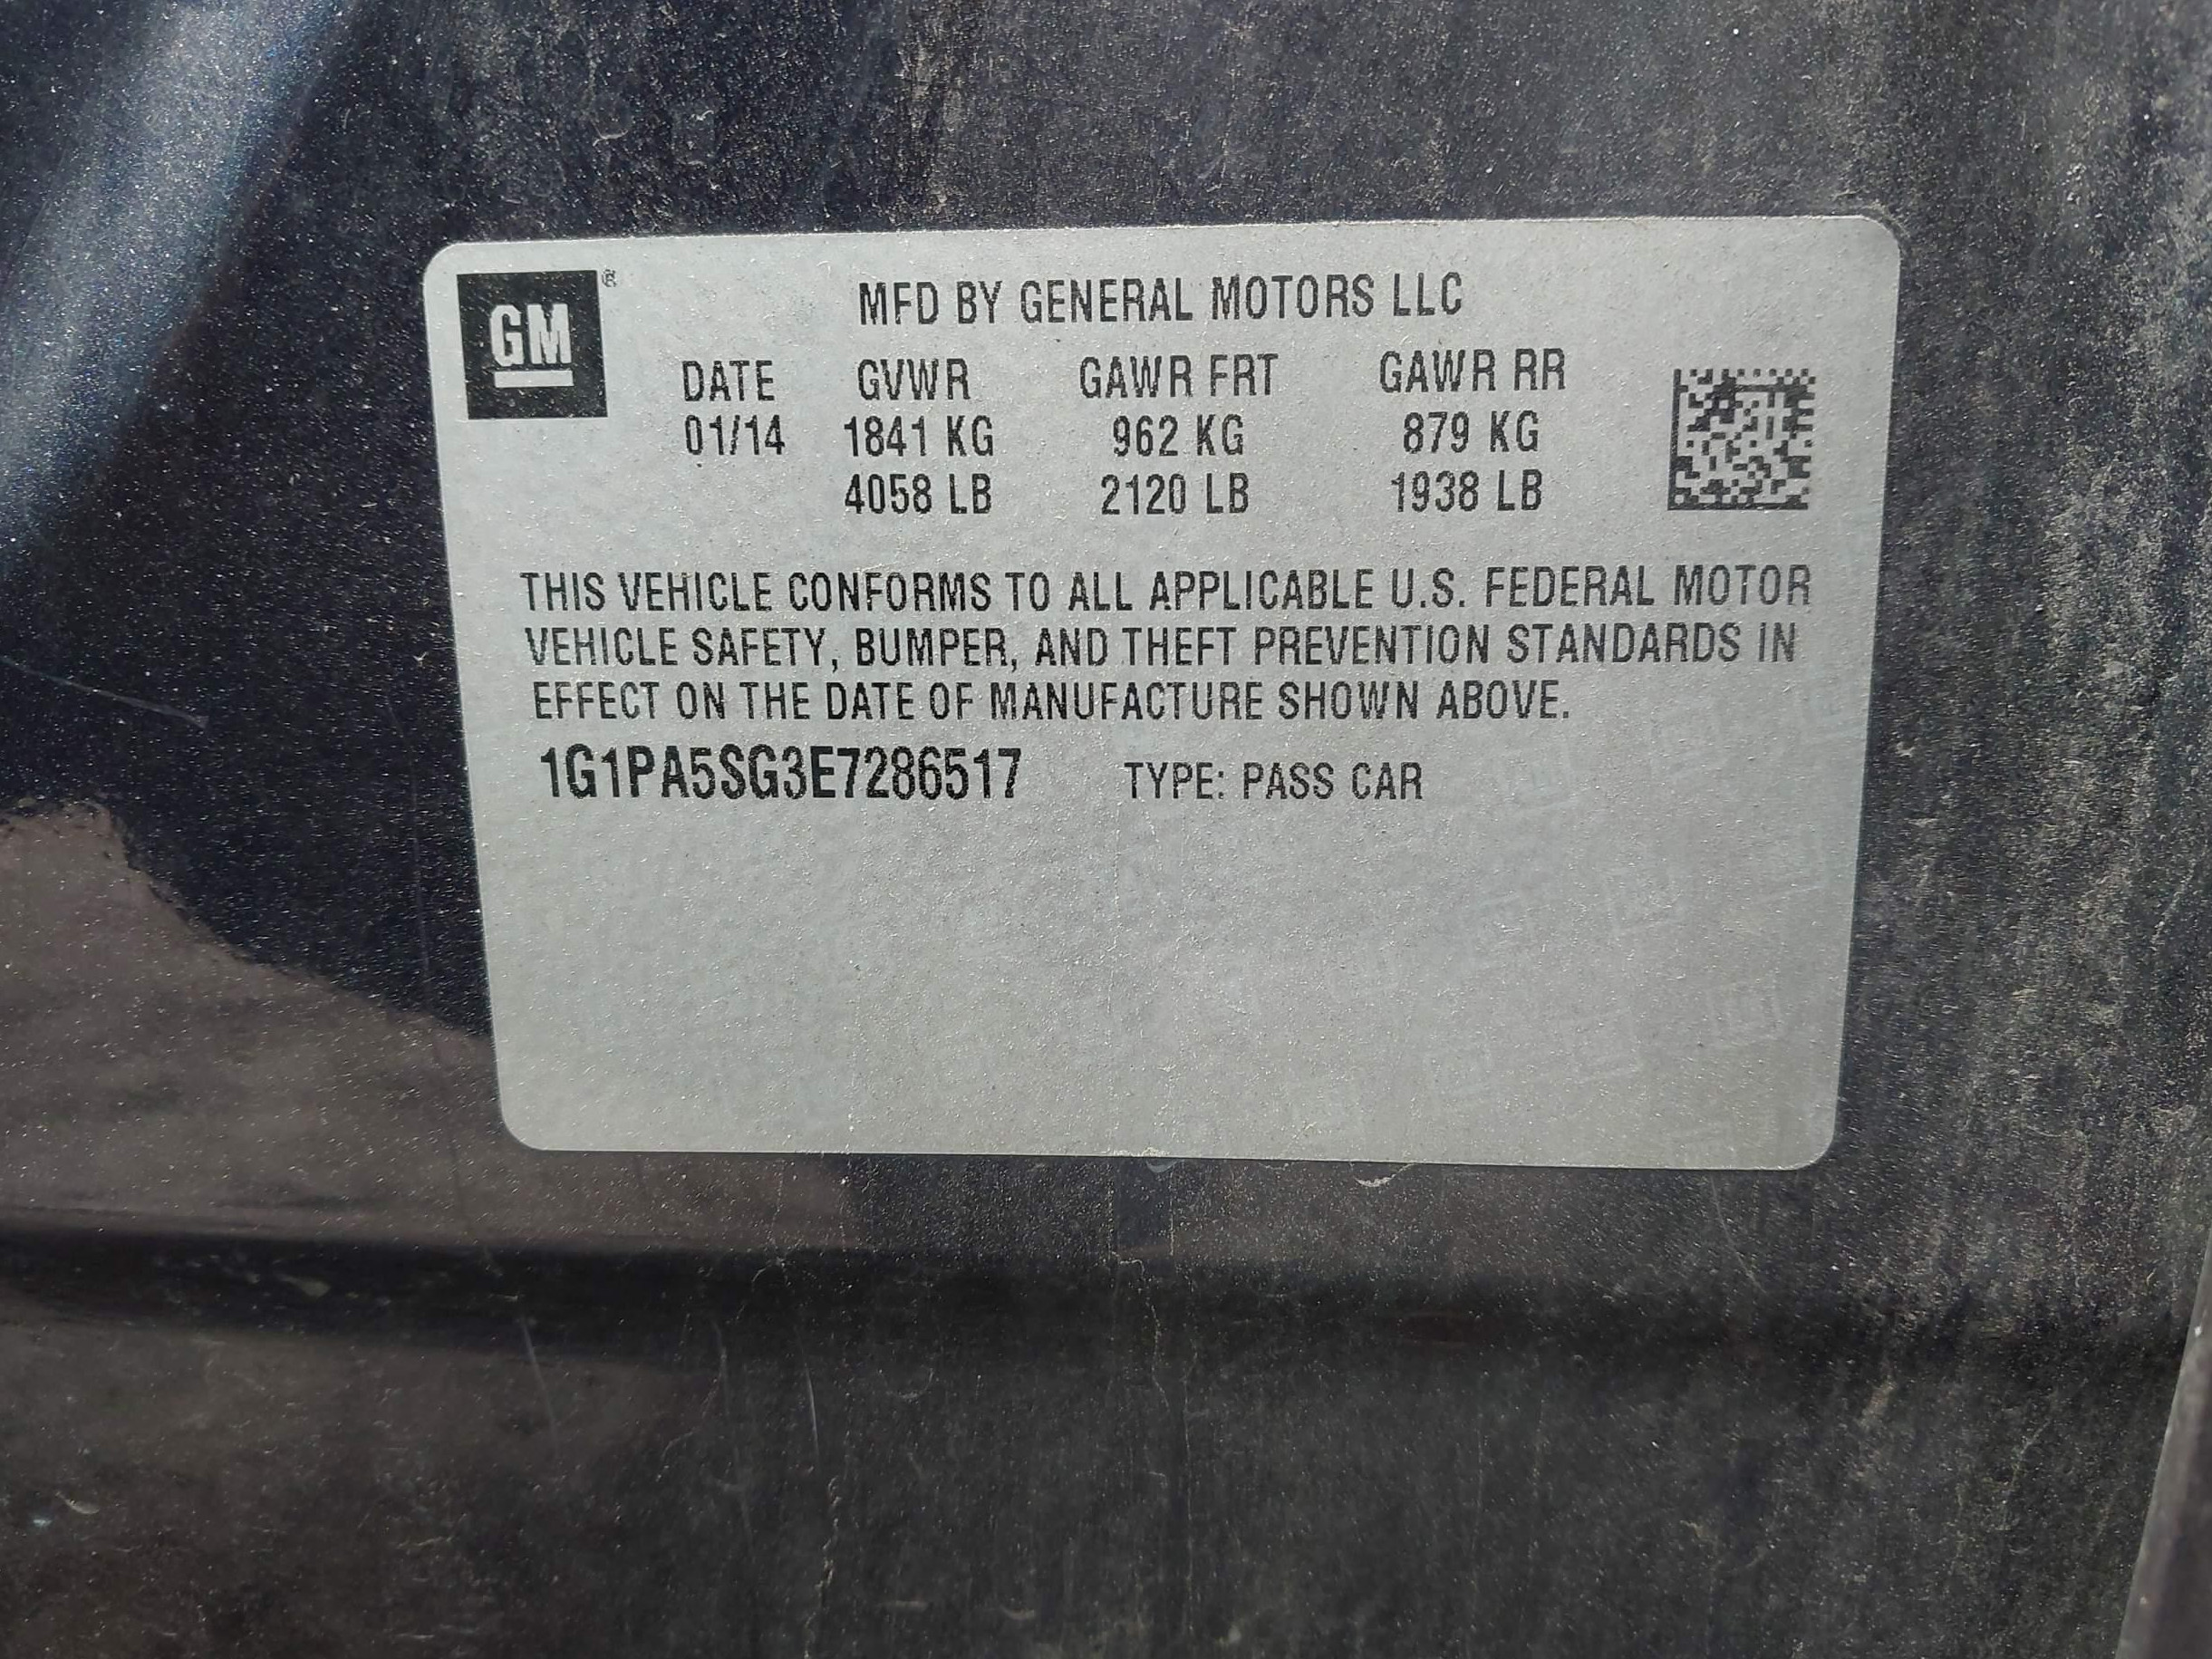 GM
®
MFD BY GENERAL MOTORS LLC
DATE GVWR GAWR FRT GAWR RR
01/14 1841 KG 962 KG 879 KG
4058 LB 2120 LB 1938 LB
THIS VEHICLE CONFORMS TO ALL APPLICABLE U.S. FEDERAL MOTOR
VEHICLE SAFETY, BUMPER, AND THEFT PREVENTION STANDARDS IN
EFFECT ON THE DATE OF MANUFACTURE SHOWN ABOVE.
1G1PA5SG3E7286517 TYPE: PASS CAR